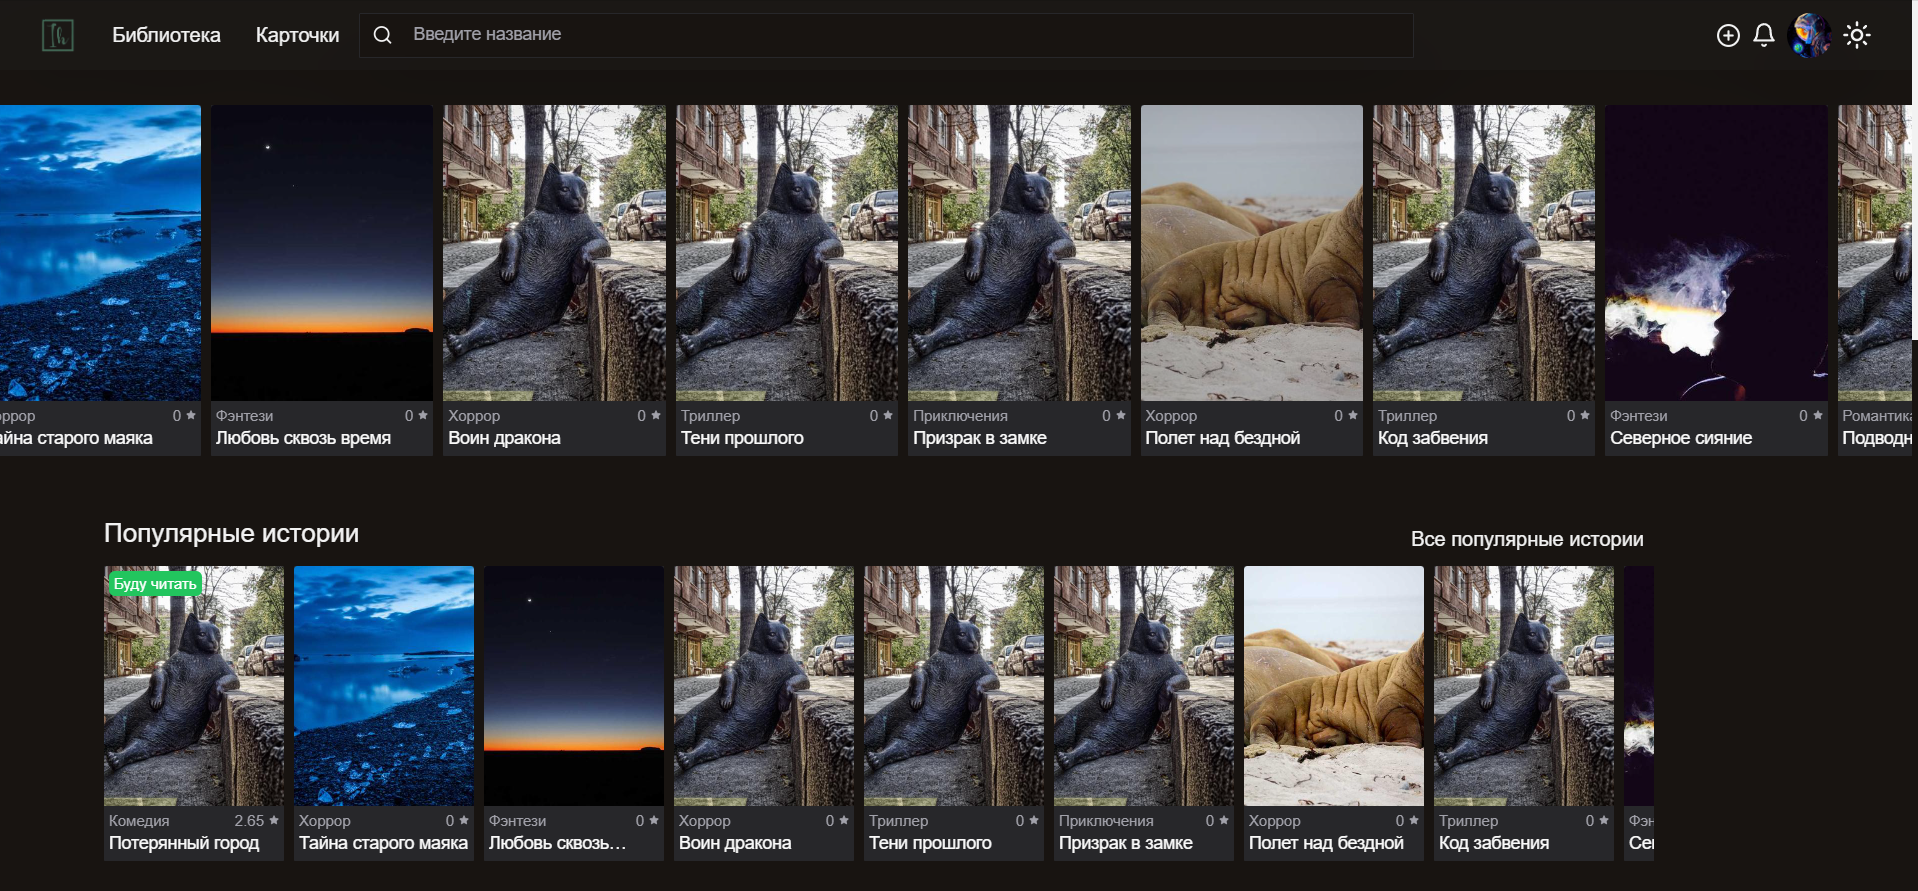 Ih
Библиотека Карточки Введите название
оррор 0 Фэнтези 0 Хоррор 0 Триллер 0 Приключения 0 Хоррор 0 Триллер 0 Фэнтези 0 Романтика
айна старого маяка Любовь сквозь время Воин дракона Тени прошлого Призрак в замке Полет над бездной Код забвения Северное сияние Подводн
Популярные истории Все популярные истории
Буду читать
Комедия 2.65 Хоррор 0 Фэнтези 0 Хоррор 0 Триллер 0 Приключения 0 Хоррор 0 Триллер 0 Фэн
Потерянный город Тайна старого маяка Любовь сквозь... Воин дракона Тени прошлого Призрак в замке Полет над бездной Код забвения Се